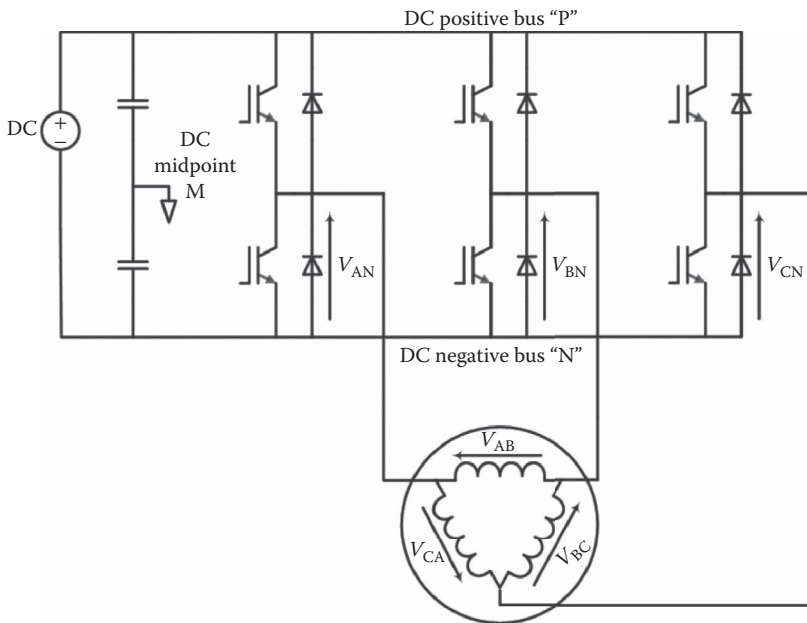 DC positive bus “P”
DC
+
−
DC
midpoint
M
V_AN
V_BN
V_CN
DC negative bus “N”
V_AB
V_CA
V_BC